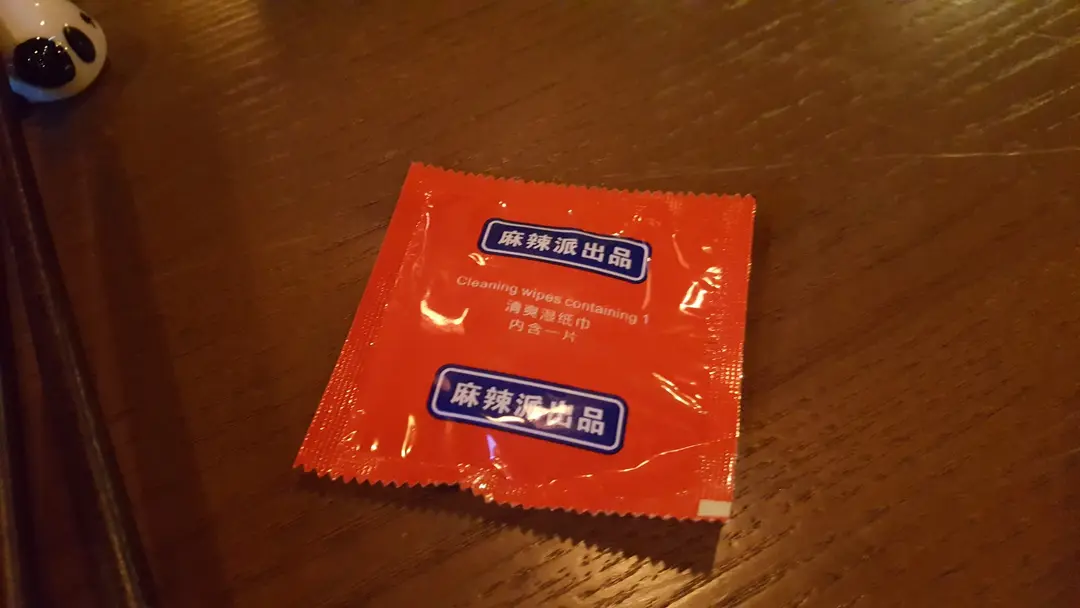 麻辣派出品
Cleaning wipes containing 1
清爽湿纸巾
内含一片
麻辣派出品